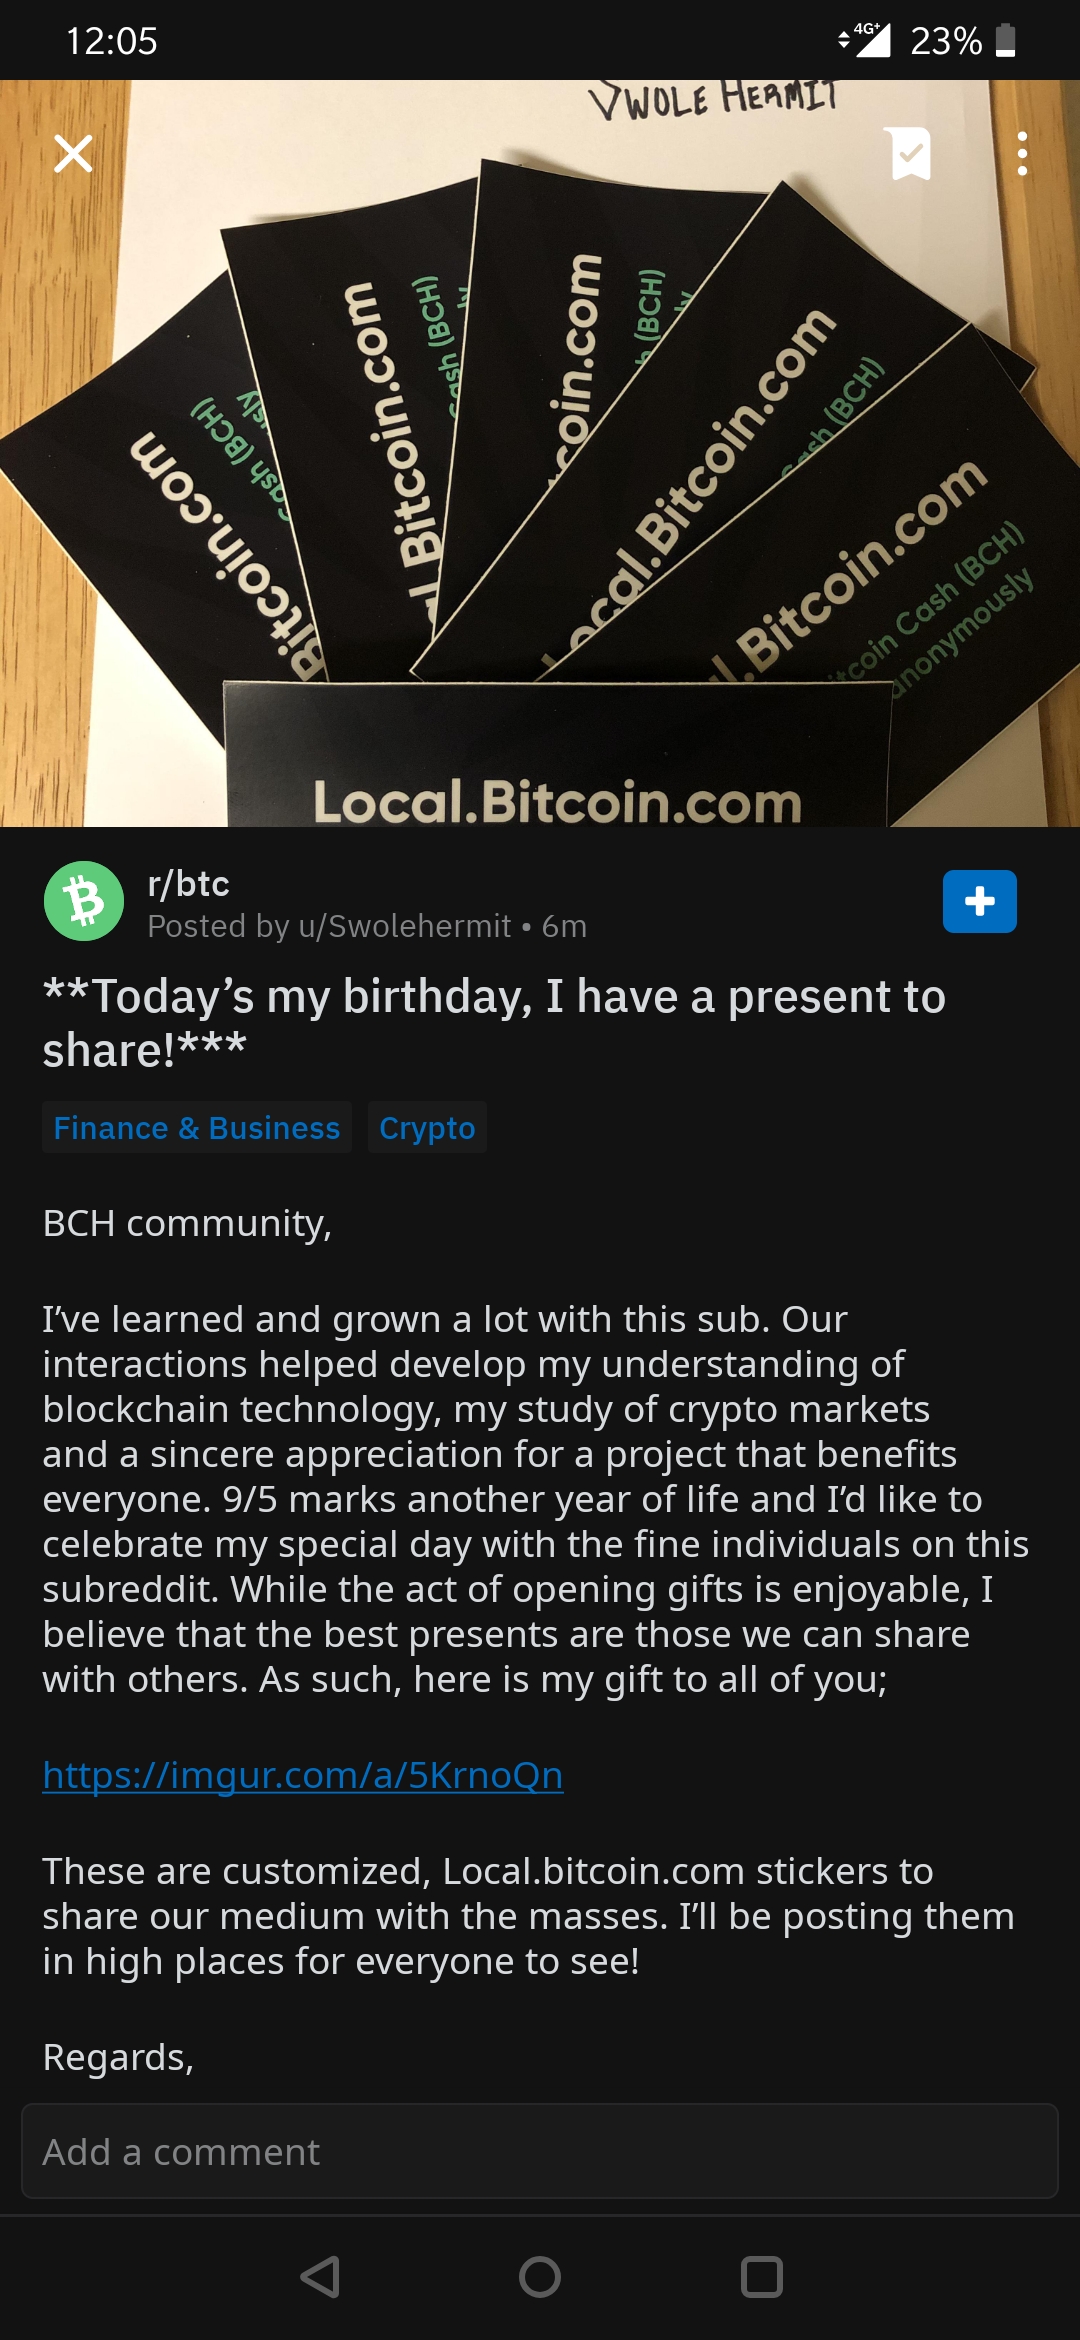 12:05
4G+ 23%
SWOLE HERMIT
Bitcoin.com
Cash (BCH)
l.Bitcoin.com
Cash (BCH)
coin.com
(BCH)
Local.Bitcoin.com
Cash (BCH)
l.Bitcoin.com
itcoin Cash (BCH)
anonymously
Local.Bitcoin.com
r/btc
Posted by u/Swolehermit • 6m
**Today’s my birthday, I have a present to
share!***
Finance & Business Crypto
BCH community,
I’ve learned and grown a lot with this sub. Our
interactions helped develop my understanding of
blockchain technology, my study of crypto markets
and a sincere appreciation for a project that benefits
everyone. 9/5 marks another year of life and I’d like to
celebrate my special day with the fine individuals on this
subreddit. While the act of opening gifts is enjoyable, I
believe that the best presents are those we can share
with others. As such, here is my gift to all of you;
https://imgur.com/a/5KrnoQn
These are customized, Local.bitcoin.com stickers to
share our medium with the masses. I’ll be posting them
in high places for everyone to see!
Regards,
Add a comment